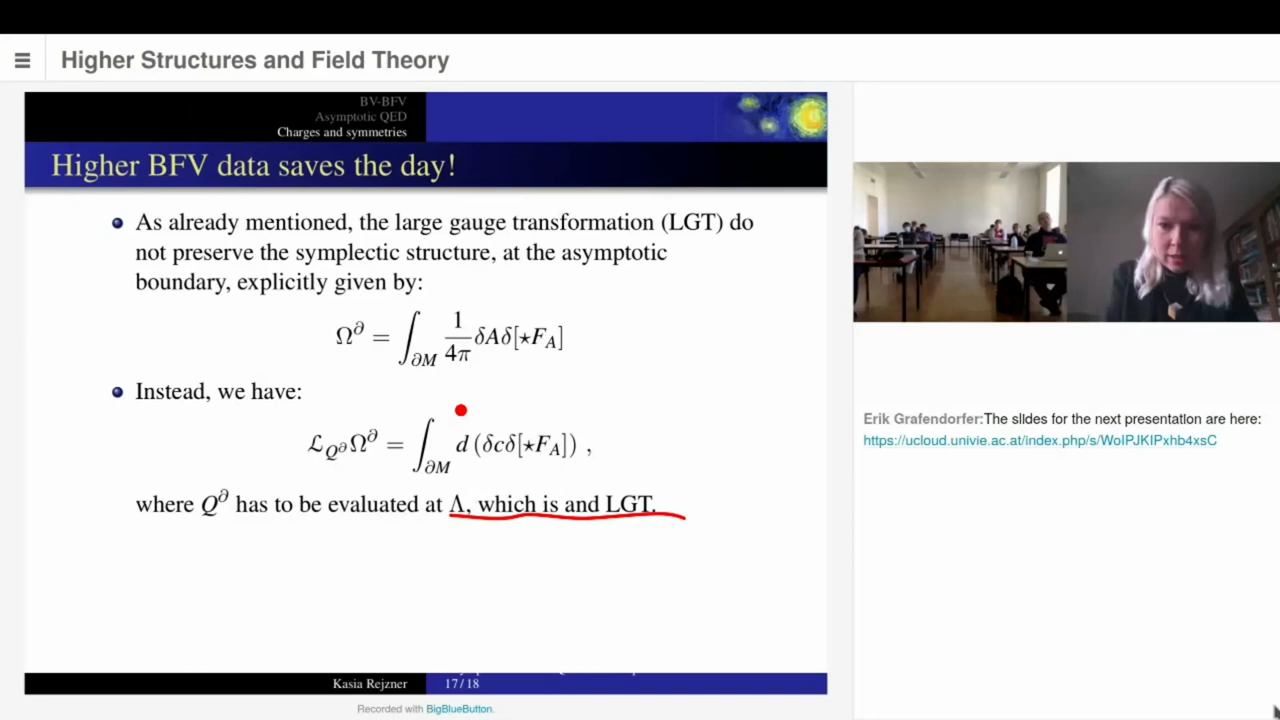 Higher Structures and Field Theory
BV-BFV
Asymptotic QED
Charges and symmetries
Higher BFV data saves the day!
As already mentioned, the large gauge transformation (LGT) do
not preserve the symplectic structure, at the asymptotic
boundary, explicitly given by:
Ω^∂ = ∫_{∂M} 1/4π δAδ[⋆F_A]
Instead, we have:
ℒ_{Q^∂} Ω^∂ = ∫_{∂M} d (δcδ[⋆F_A]) ,
where Q^∂ has to be evaluated at Λ, which is and LGT.
Kasia Rejzner
17 / 18
Recorded with BigBlueButton.
Erik Grafendorfer:The slIdes for the next presentation are here:
https://ucloud.univie.ac.at/index.php/s/WoIPJKIPxhb4xsC